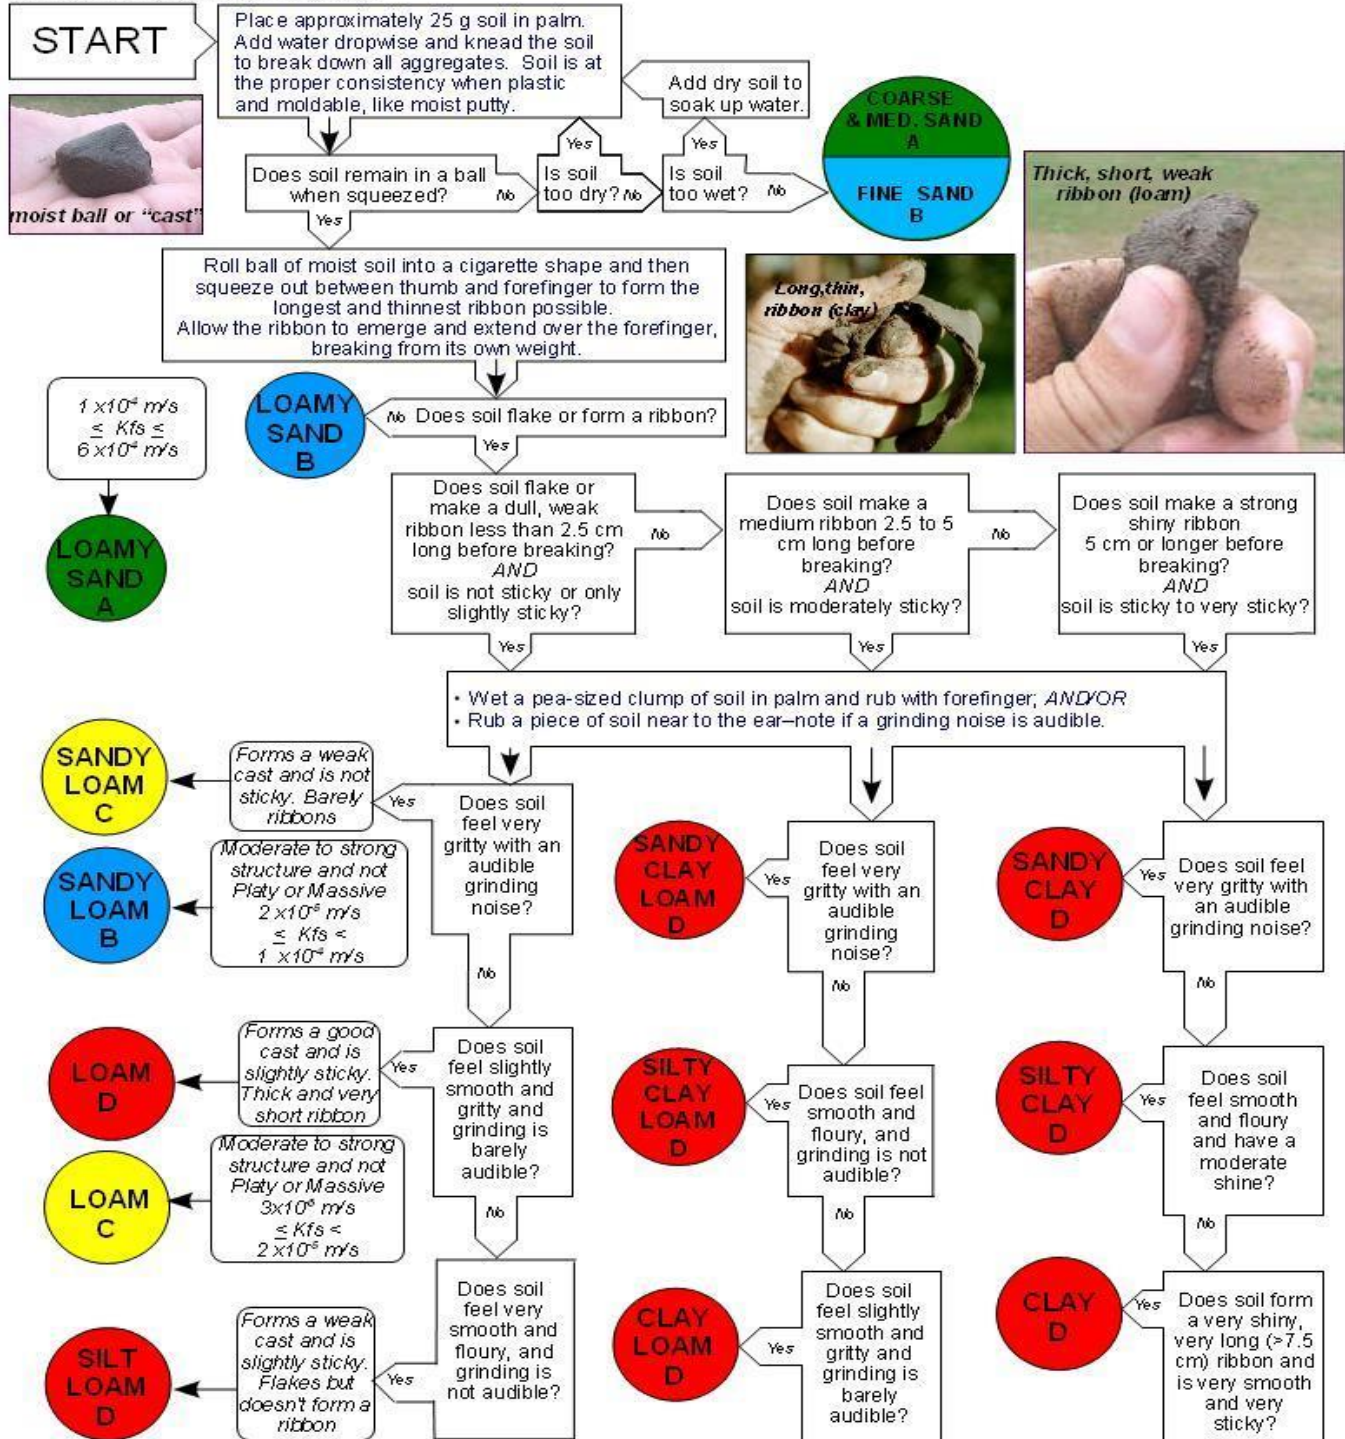 START
Place approximately 25 g soil in palm.
Add water dropwise and knead the soil
to break down all aggregates. Soil is at
the proper consistency when plastic
and moldable, like moist putty.
Add dry soil to
soak up water.
COARSE
& MED. SAND
A
FINE SAND
B
moist ball or “cast”
Does soil remain in a ball
when squeezed?
No
Yes
Is soil
too dry?
No
Yes
Is soil
too wet?
No
Yes
Thick, short, weak
ribbon (loam)
Roll ball of moist soil into a cigarette shape and then
squeeze out between thumb and forefinger to form the
longest and thinnest ribbon possible.
Allow the ribbon to emerge and extend over the forefinger,
breaking from its own weight.
Long,thin,
ribbon (clay)
1 x10⁻⁴ m/s
≤ Kfs ≤
6 x10⁻⁴ m/s
LOAMY
SAND
A
LOAMY
SAND
B
No
Does soil flake or form a ribbon?
Yes
Does soil flake or
make a dull, weak
ribbon less than 2.5 cm
long before breaking?
AND
soil is not sticky or only
slightly sticky?
No
Yes
Does soil make a
medium ribbon 2.5 to 5
cm long before
breaking?
AND
soil is moderately sticky?
No
Yes
Does soil make a strong
shiny ribbon
5 cm or longer before
breaking?
AND
soil is sticky to very sticky?
Yes
• Wet a pea-sized clump of soil in palm and rub with forefinger; AND/OR
• Rub a piece of soil near to the ear–note if a grinding noise is audible.
SANDY
LOAM
C
Forms a weak
cast and is not
sticky. Barely
ribbons
Yes
Does soil
feel very
gritty with an
audible
grinding
noise?
No
SANDY
LOAM
B
Moderate to strong
structure and not
Platy or Massive
2 x10⁻⁵ m/s
≤ Kfs <
1 x10⁻⁴ m/s
SANDY
CLAY
LOAM
D
Yes
Does soil
feel very
gritty with an
audible
grinding
noise?
No
SANDY
CLAY
D
Yes
Does soil feel
very gritty with
an audible
grinding noise?
No
LOAM
D
Forms a good
cast and is
slightly sticky.
Thick and very
short ribbon
Yes
Does soil
feel slightly
smooth and
gritty and
grinding is
barely
audible?
No
LOAM
C
Moderate to strong
structure and not
Platy or Massive
m/s
≤ Kfs <
2 x10⁻⁵ m/s
SILTY
CLAY
LOAM
D
Yes
Does soil feel
smooth and
floury, and
grinding is not
audible?
No
SILTY
CLAY
D
Yes
Does soil
feel smooth
and floury
and have a
moderate
shine?
No
SILT
LOAM
D
Forms a weak
cast and is
slightly sticky.
Flakes but
doesn't form a
ribbon
Yes
Does soil
feel very
smooth and
floury, and
grinding is
not audible?
CLAY
LOAM
D
Yes
Does soil
feel slightly
smooth and
gritty and
grinding is
barely
audible?
CLAY
D
Yes
Does soil form
a very shiny,
very long (>7.5
cm) ribbon and
is very smooth
and very
sticky?